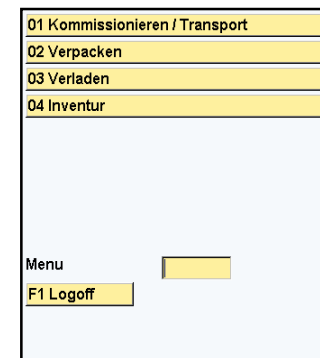 01 Kommissionieren / Transport
02 Verpacken
03 Verladen
04 Inventur
Menu
F1 Logoff